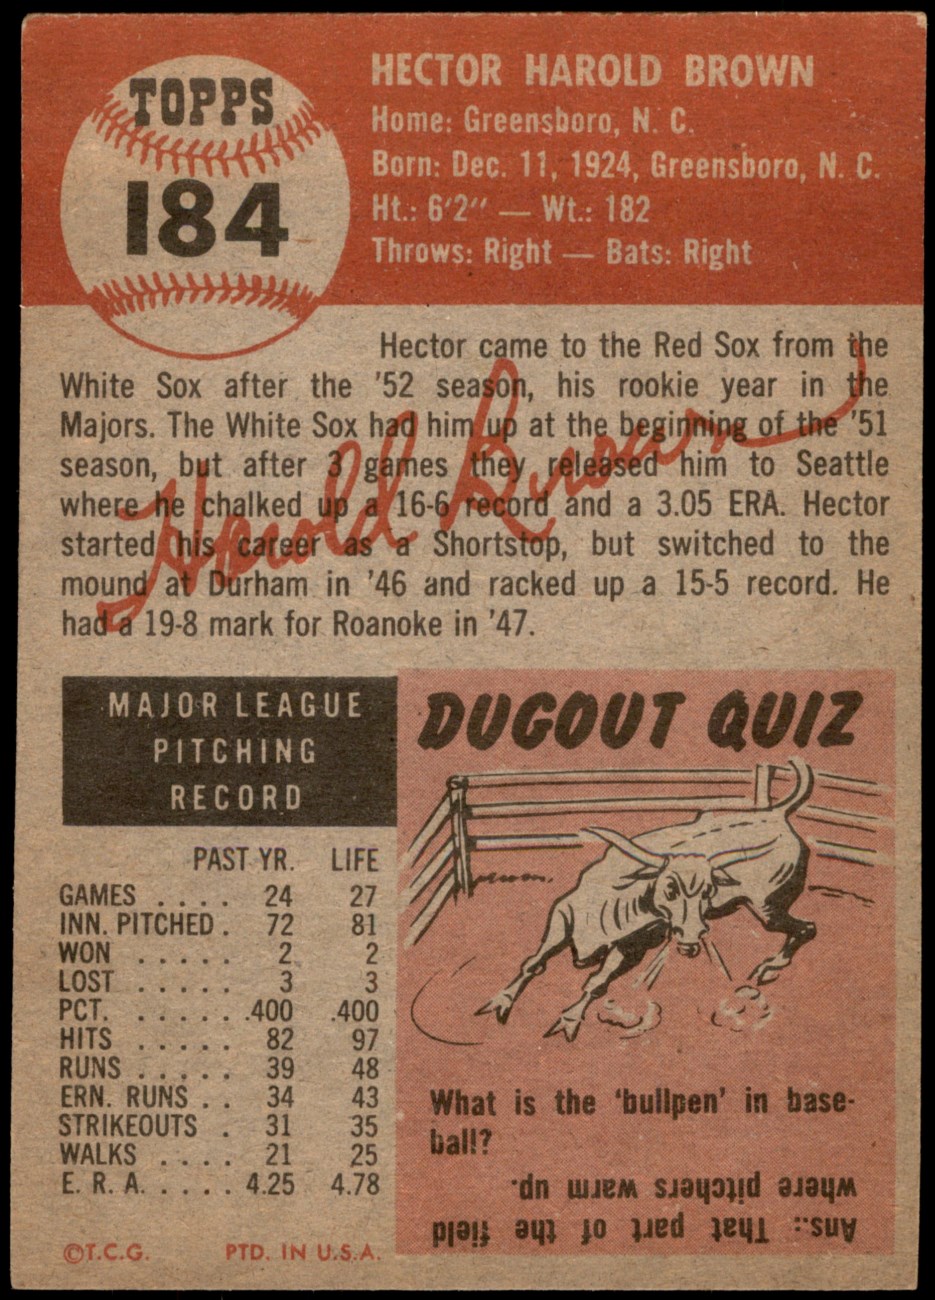 TOPPS
184
HECTOR HAROLD BROWN
Home: Greensboro, N. C.
Born: Dec. 11, 1924, Greensboro, N. C.
Ht.: 6'2" — Wt.: 182
Throws: Right — Bats: Right
Hector came to the Red Sox from the
White Sox after the '52 season, his rookie year in the
Majors. The White Sox had him up at the beginning of the '51
season, but after 3 games they released him to Seattle
where he chalked up a 16-6 record and a 3.05 ERA. Hector
started his career as a Shortstop, but switched to the
mound at Durham in '46 and racked up a 15-5 record. He
had a 19-8 mark for Roanoke in '47.
Harold Brown
MAJOR LEAGUE
PITCHING
RECORD
PAST YR. LIFE
GAMES . . . . 24 27
INN. PITCHED . 72 81
WON . . . . . 2 2
LOST . . . . . 3 3
PCT. . . . . . .400 .400
HITS . . . . . 82 97
RUNS . . . . . 39 48
ERN. RUNS . . 34 43
STRIKEOUTS . 31 35
WALKS . . . . 21 25
E. R. A. . . . . 4.25 4.78
©T.C.G. PTD. IN U.S.A.
DUGOUT QUIZ
What is the 'bullpen' in base-
ball?
Ans.: That part of the field
where pitchers warm up.